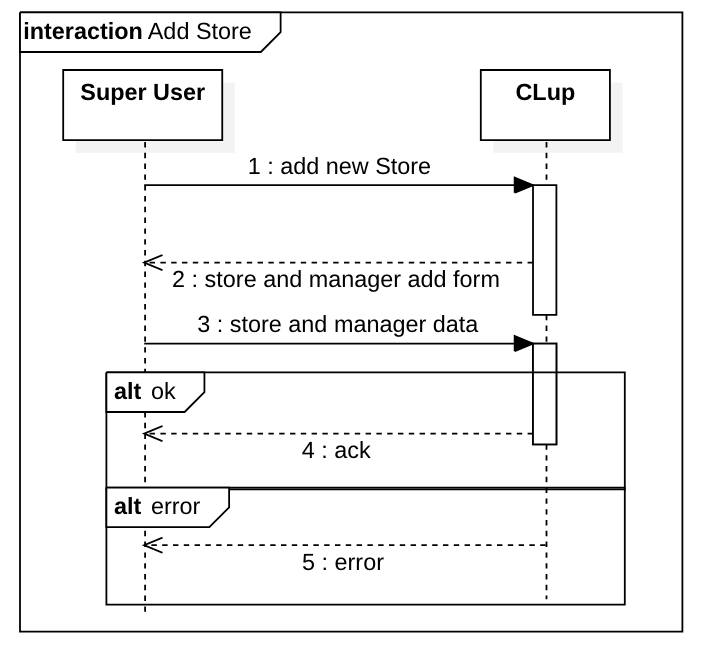 interaction Add Store
Super User
CLup
1 : add new Store
2 : store and manager add form
3 : store and manager data
alt ok
4 : ack
alt error
5 : error